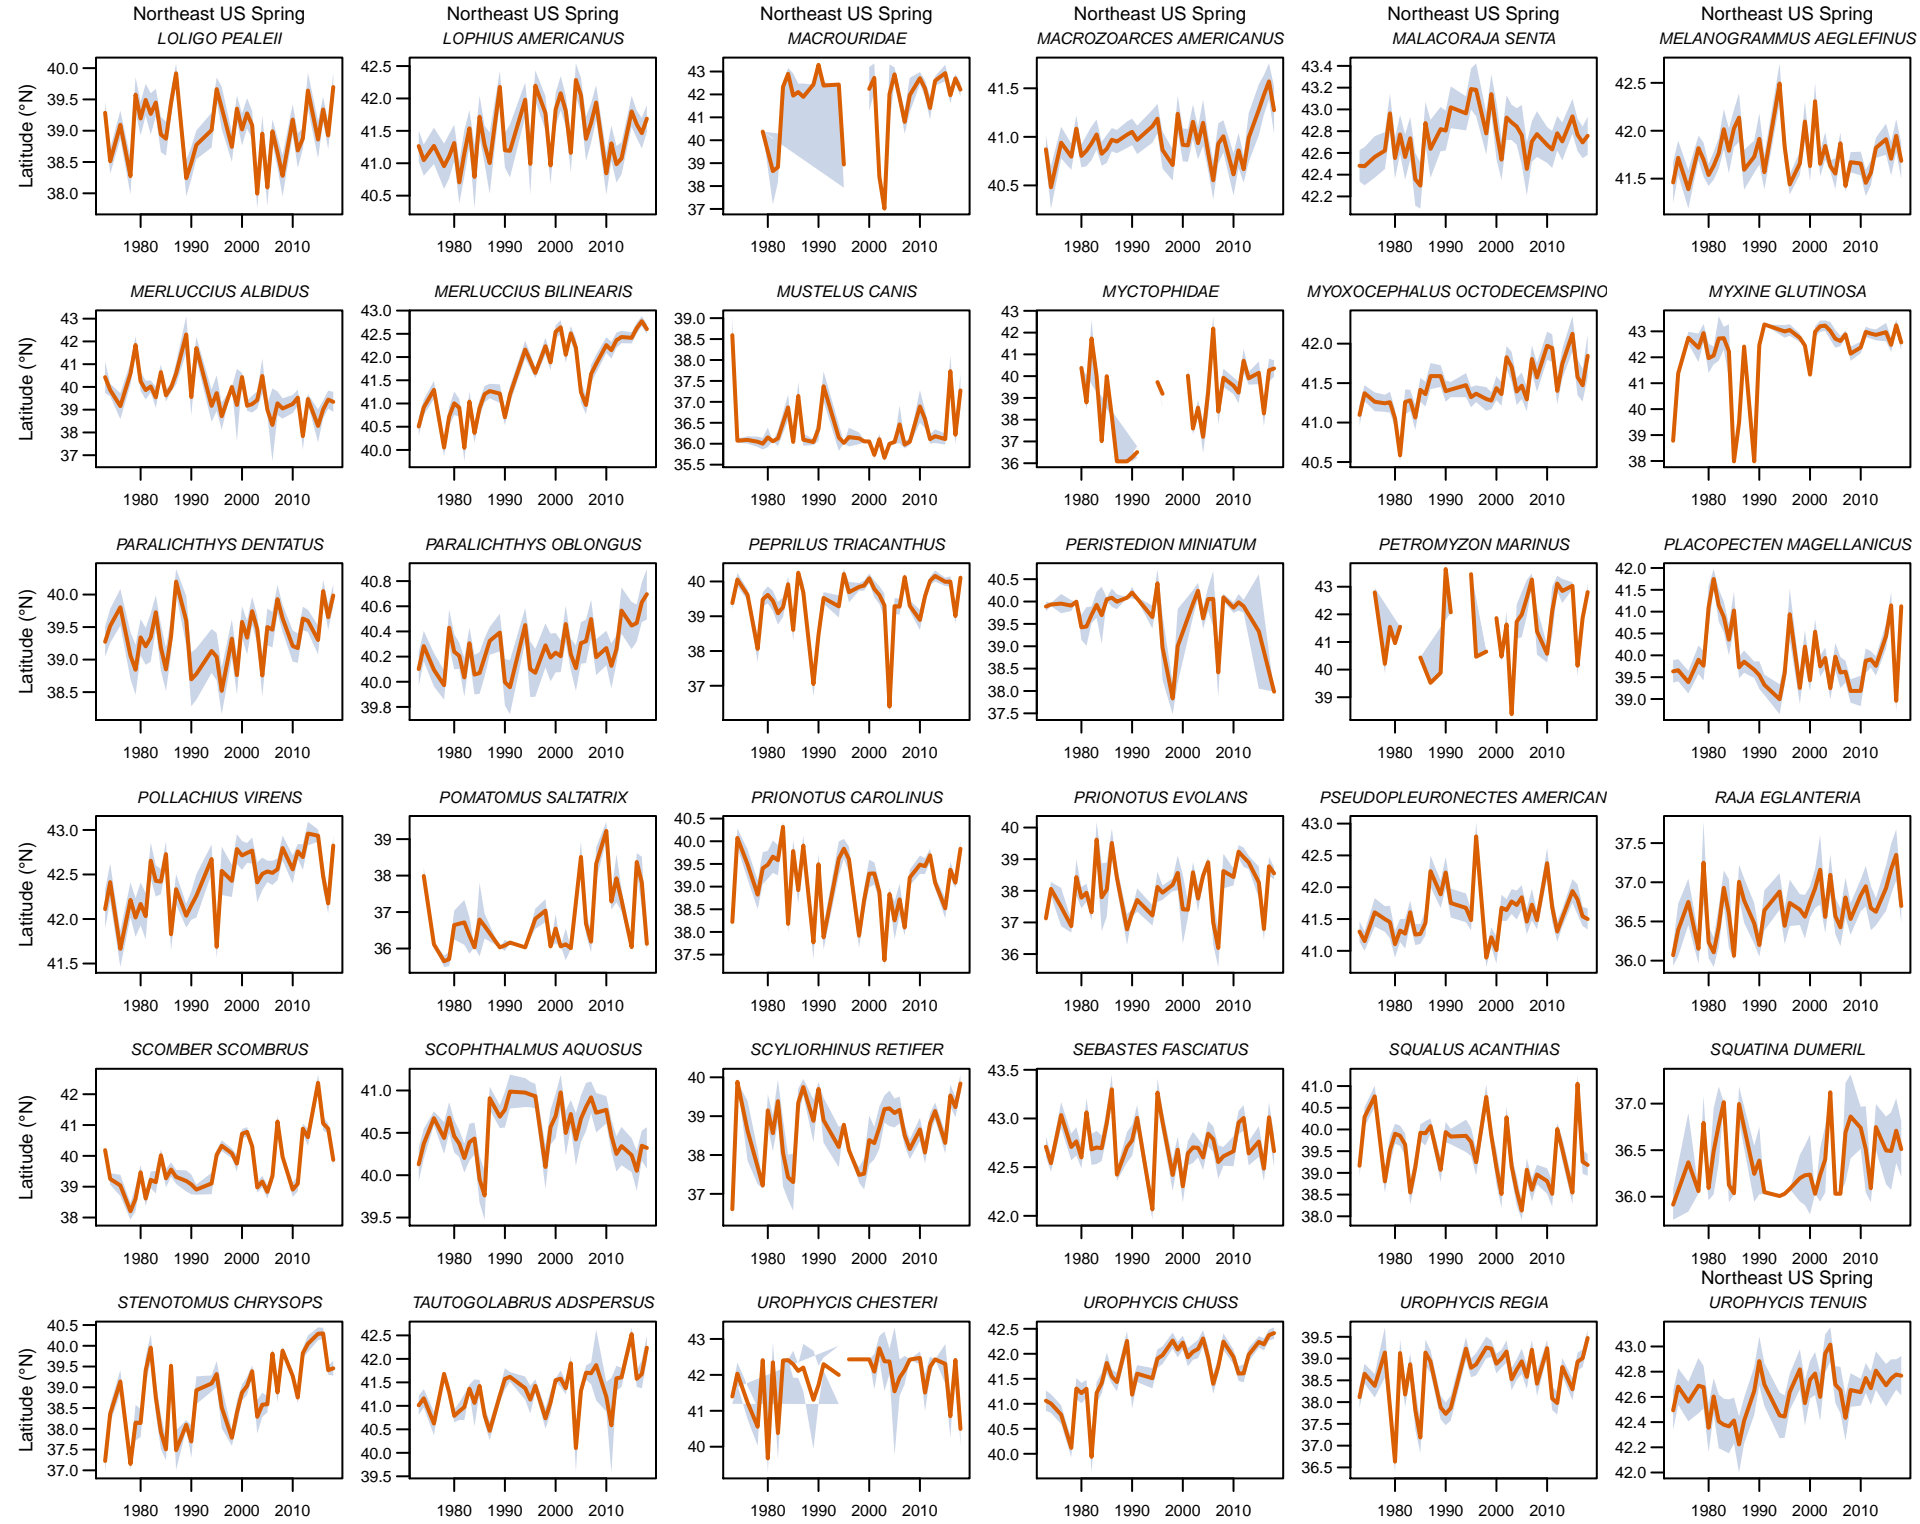 Northeast US Spring Northeast US Spring Northeast US Spring Northeast US Spring Northeast US Spring Northeast US Spring
LOLIGO PEALEII LOPHIUS AMERICANUS MACROURIDAE MACROZOARCES AMERICANUS MALACORAJA SENTA MELANOGRAMMUS AEGLEFINUS
Latitude (°N)
40.0 39.5 39.0 38.5 38.0
42.5 42.0 41.5 41.0 40.5
43 42 41 40 39 38 37
41.5 41.0 40.5
43.4 43.2 43.0 42.8 42.6 42.4 42.2
42.5 42.0 41.5
1980 1990 2000 2010 1980 1990 2000 2010 1980 1990 2000 2010 1980 1990 2000 2010 1980 1990 2000 2010 1980 1990 2000 2010
MERLUCCIUS ALBIDUS MERLUCCIUS BILINEARIS MUSTELUS CANIS MYCTOPHIDAE MYOXOCEPHALUS OCTODECEMSPINO MYXINE GLUTINOSA
Latitude (°N)
43 42 41 40 39 38 37
43.0 42.5 42.0 41.5 41.0 40.5 40.0
39.0 38.5 38.0 37.5 37.0 36.5 36.0 35.5
43 42 41 40 39 38 37 36
42.0 41.5 41.0 40.5
43 42 41 40 39 38
1980 1990 2000 2010 1980 1990 2000 2010 1980 1990 2000 2010 1980 1990 2000 2010 1980 1990 2000 2010 1980 1990 2000 2010
PARALICHTHYS DENTATUS PARALICHTHYS OBLONGUS PEPRILUS TRIACANTHUS PERISTEDION MINIATUM PETROMYZON MARINUS PLACOPECTEN MAGELLANICUS
Latitude (°N)
40.0 39.5 39.0 38.5
40.8 40.6 40.4 40.2 40.0 39.8
40 39 38 37
40.5 40.0 39.5 39.0 38.5 38.0 37.5
43 42 41 40 39
42.0 41.5 41.0 40.5 40.0 39.5 39.0
1980 1990 2000 2010 1980 1990 2000 2010 1980 1990 2000 2010 1980 1990 2000 2010 1980 1990 2000 2010 1980 1990 2000 2010
POLLACHIUS VIRENS POMATOMUS SALTATRIX PRIONOTUS CAROLINUS PRIONOTUS EVOLANS PSEUDOPLEURONECTES AMERICAN RAJA EGLANTERIA
Latitude (°N)
43.0 42.5 42.0 41.5
39 38 37 36
40.5 40.0 39.5 39.0 38.5 38.0 37.5
40 39 38 37 36
43.0 42.5 42.0 41.5 41.0
37.5 37.0 36.5 36.0
1980 1990 2000 2010 1980 1990 2000 2010 1980 1990 2000 2010 1980 1990 2000 2010 1980 1990 2000 2010 1980 1990 2000 2010
SCOMBER SCOMBRUS SCOPHTHALMUS AQUOSUS SCYLIORHINUS RETIFER SEBASTES FASCIATUS SQUALUS ACANTHIAS SQUATINA DUMERIL
Latitude (°N)
42 41 40 39 38
41.0 40.5 40.0 39.5
40 39 38 37
43.5 43.0 42.5 42.0
41.0 40.5 40.0 39.5 39.0 38.5 38.0
37.0 36.5 36.0
1980 1990 2000 2010 1980 1990 2000 2010 1980 1990 2000 2010 1980 1990 2000 2010 1980 1990 2000 2010 1980 1990 2000 2010
Northeast US Spring
STENOTOMUS CHRYSOPS TAUTOGOLABRUS ADSPERSUS UROPHYCIS CHESTERI UROPHYCIS CHUSS UROPHYCIS REGIA UROPHYCIS TENUIS
Latitude (°N)
40.5 40.0 39.5 39.0 38.5 38.0 37.5 37.0
42.5 42.0 41.5 41.0 40.5 40.0 39.5
43 42 41 40
42.5 42.0 41.5 41.0 40.5 40.0
39.5 39.0 38.5 38.0 37.5 37.0 36.5
43.0 42.8 42.6 42.4 42.2 42.0
1980 1990 2000 2010 1980 1990 2000 2010 1980 1990 2000 2010 1980 1990 2000 2010 1980 1990 2000 2010 1980 1990 2000 2010